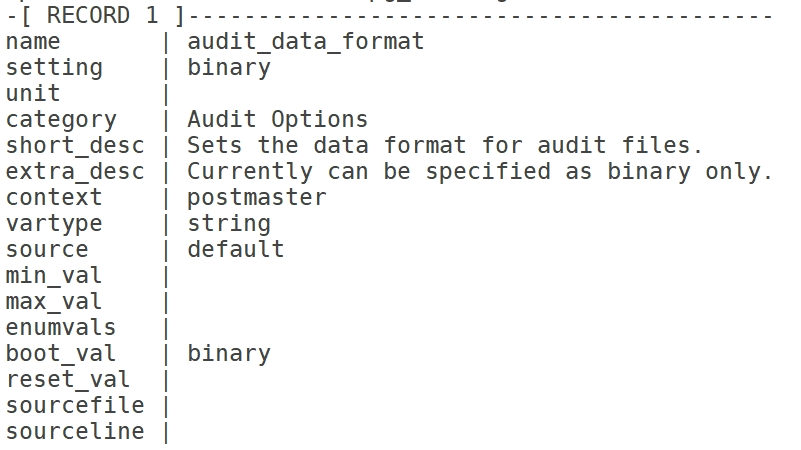 -[ RECORD 1 ]------------------------------------------
name       | audit_data_format
setting    | binary
unit       |
category   | Audit Options
short_desc | Sets the data format for audit files.
extra_desc | Currently can be specified as binary only.
context    | postmaster
vartype    | string
source     | default
min_val    |
max_val    |
enumvals   |
boot_val   | binary
reset_val  |
sourcefile |
sourceline |